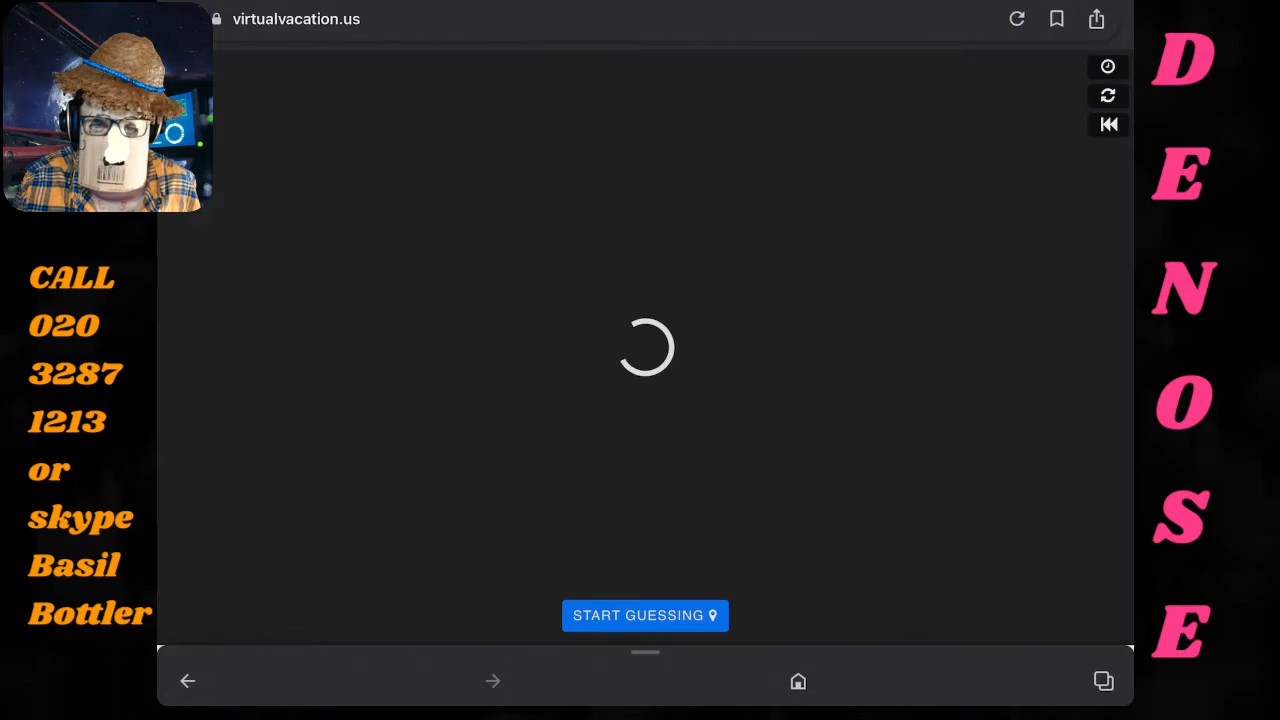 virtualvacation.us
CALL
020
3287
1213
or
skype
Basil
Bottler
START GUESSING
D
E
N
O
S
E